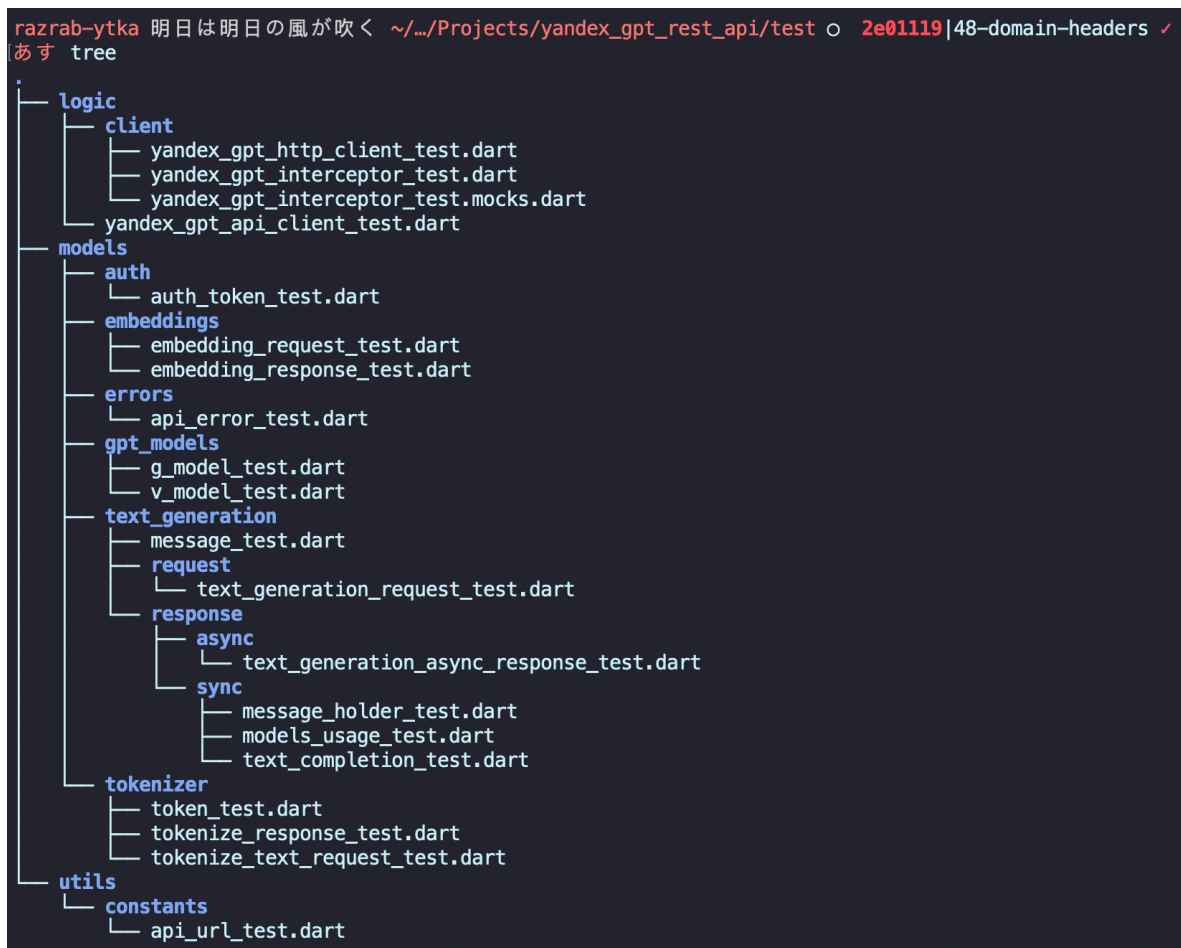 razrab-ytka 明日は明日の風が吹く ~/…/Projects/yandex_gpt_rest_api/test ○ 2e01119|48-domain-headers ✓
[あす tree
.
├── logic
│   ├── client
│   │   ├── yandex_gpt_http_client_test.dart
│   │   ├── yandex_gpt_interceptor_test.dart
│   │   └── yandex_gpt_interceptor_test.mocks.dart
│   └── yandex_gpt_api_client_test.dart
├── models
│   ├── auth
│   │   └── auth_token_test.dart
│   ├── embeddings
│   │   ├── embedding_request_test.dart
│   │   └── embedding_response_test.dart
│   ├── errors
│   │   └── api_error_test.dart
│   ├── gpt_models
│   │   ├── g_model_test.dart
│   │   └── v_model_test.dart
│   ├── text_generation
│   │   ├── message_test.dart
│   │   ├── request
│   │   │   └── text_generation_request_test.dart
│   │   └── response
│   │       ├── async
│   │       │   └── text_generation_async_response_test.dart
│   │       └── sync
│   │           ├── message_holder_test.dart
│   │           ├── models_usage_test.dart
│   │           └── text_completion_test.dart
│   └── tokenizer
│       ├── token_test.dart
│       ├── tokenize_response_test.dart
│       └── tokenize_text_request_test.dart
└── utils
    └── constants
        └── api_url_test.dart